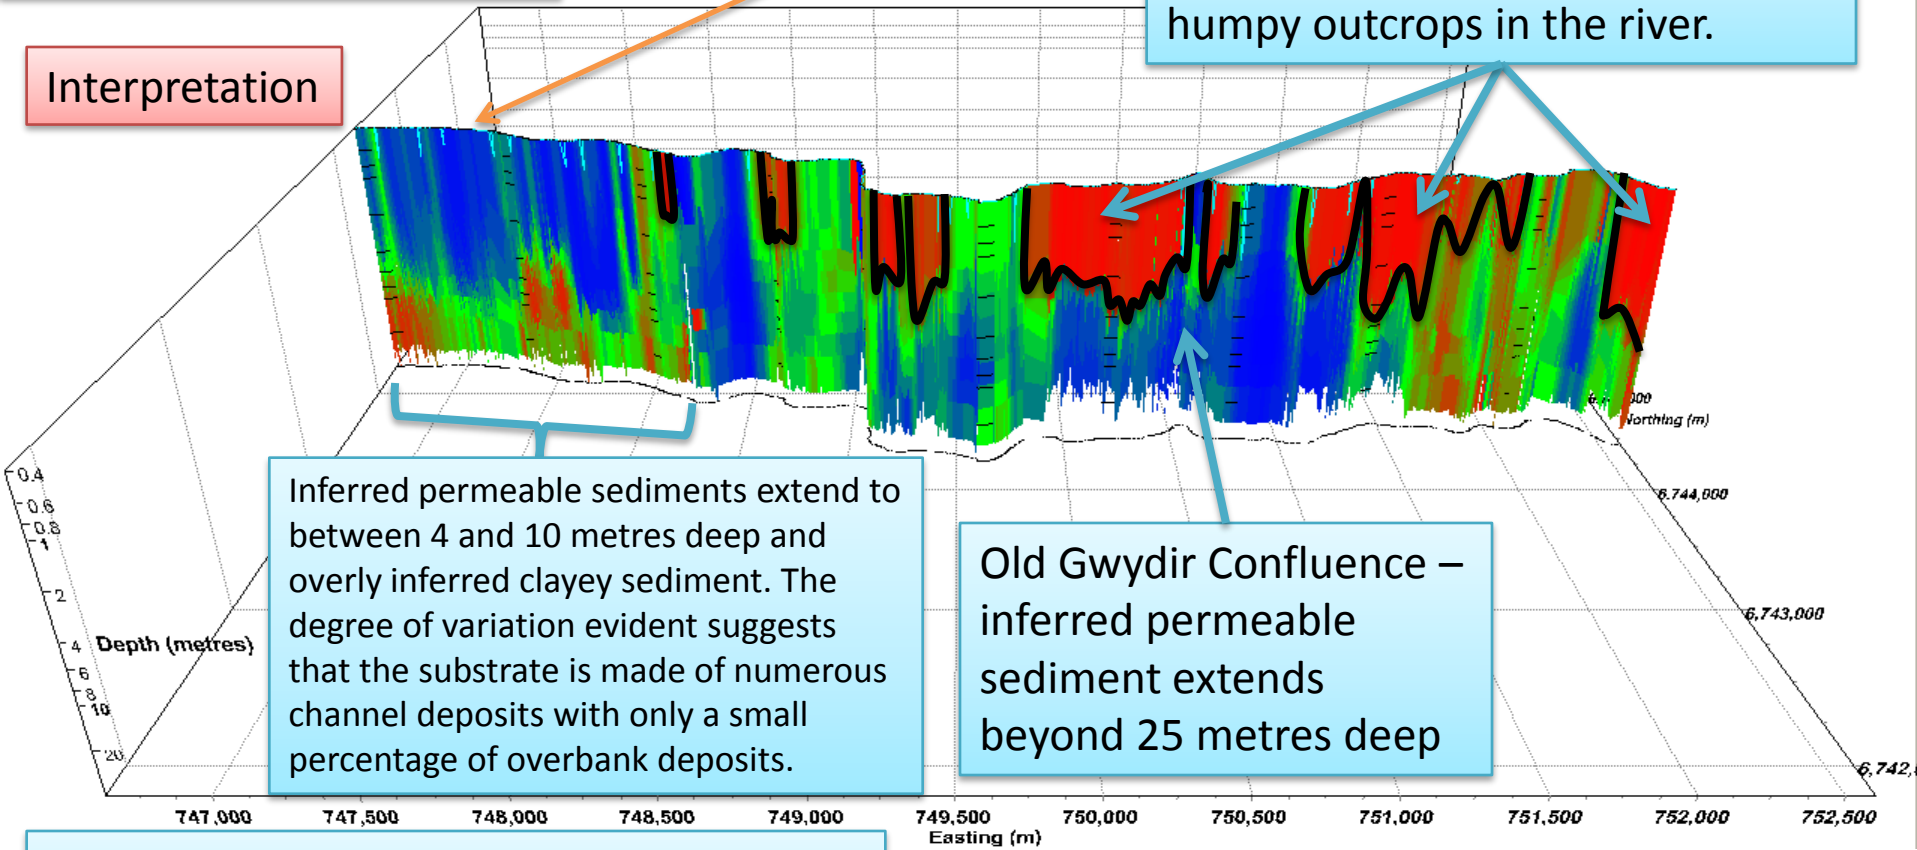 humpy outcrops in the river.
Interpretation
Inferred permeable sediments extend to
between 4 and 10 metres deep and
overly inferred clayey sediment. The
degree of variation evident suggests
that the substrate is made of numerous
channel deposits with only a small
percentage of overbank deposits.
Old Gwydir Confluence –
inferred permeable
sediment extends
beyond 25 metres deep
0.4
0.6
0.8
1
2
4
6
8
10
20
Depth (metres)
Northing (m)
6,744,000
6,743,000
6,742,
747,000 747,500 748,000 748,500 749,000 749,500 750,000 750,500 751,000 751,500 752,000 752,500
Easting (m)